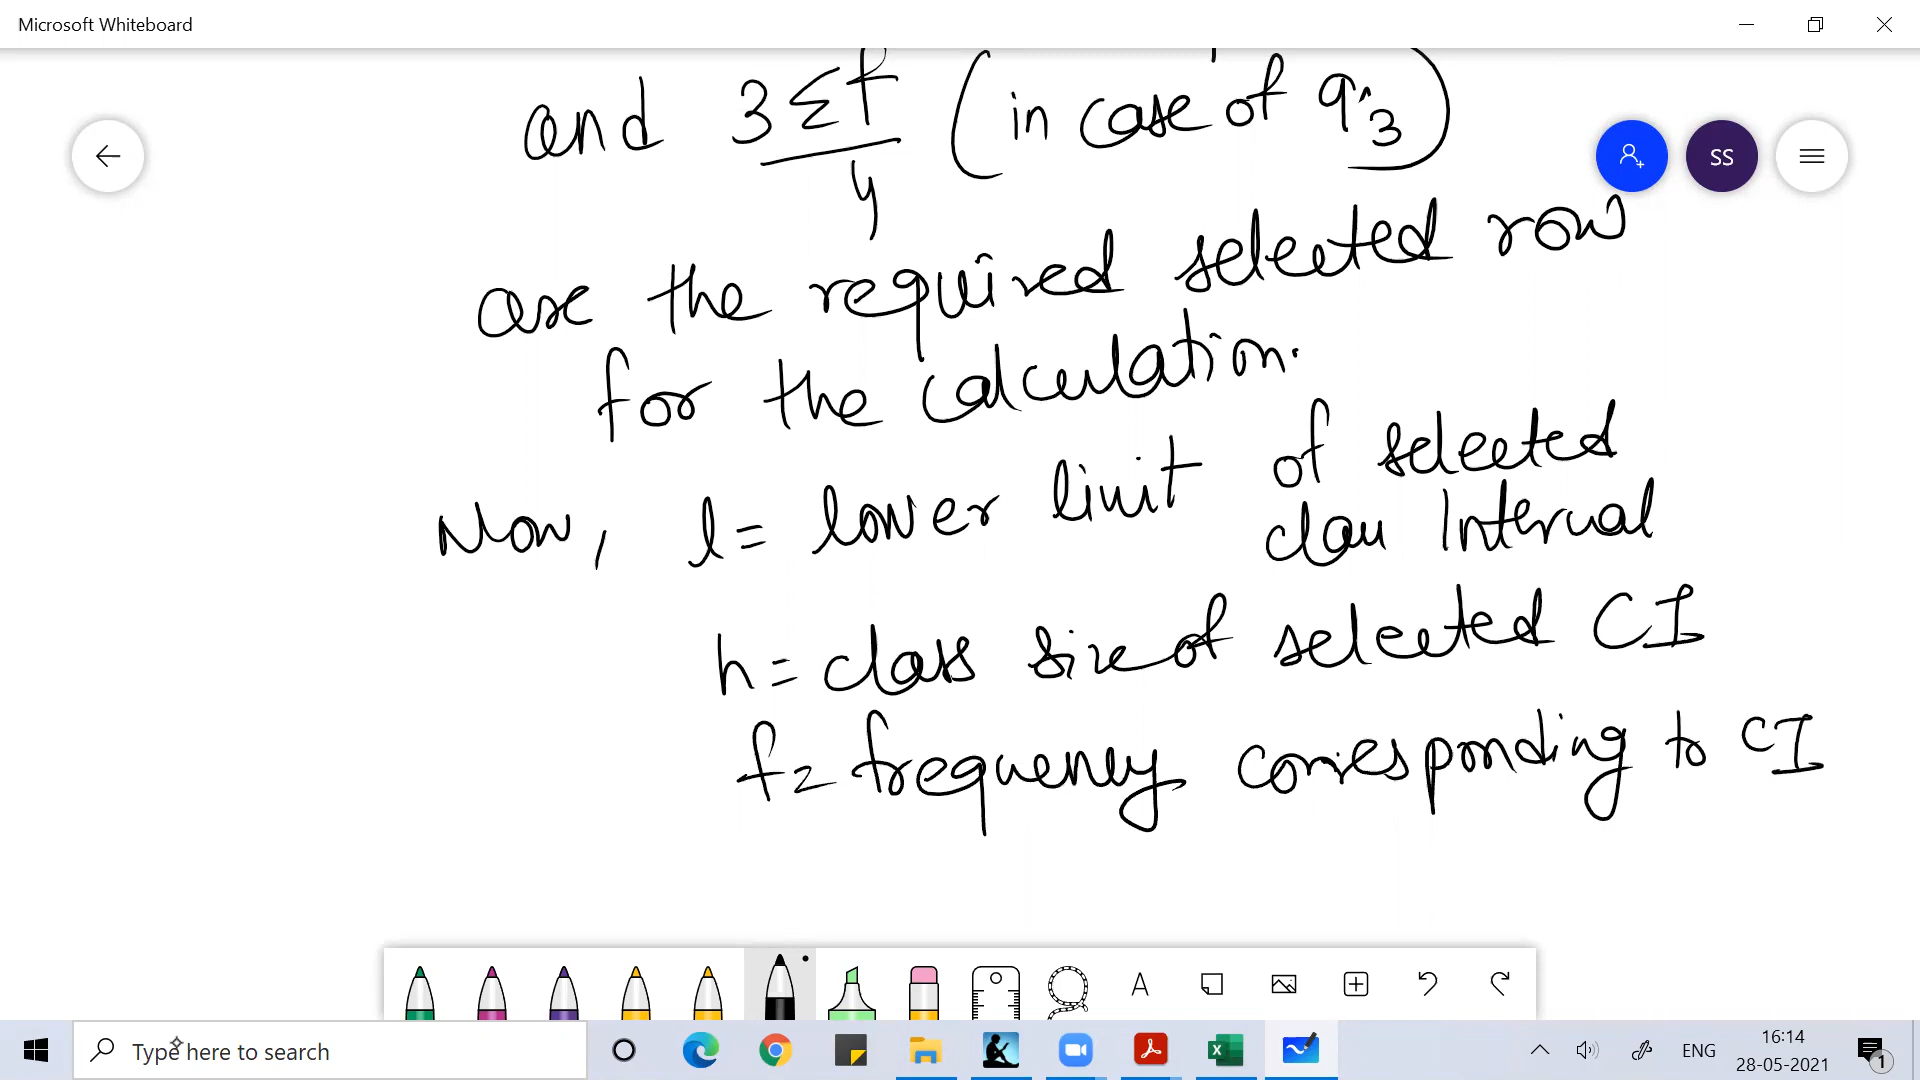 Microsoft Whiteboard
and 3Σf/4 (in case of q3)
SS
are the required selected row
for the calculation.
Now, l = lower limit of selected
class Interval
h = class size of selected CI
f = frequency corresponding to CI
A
Type here to search
ENG
16:14
28-05-2021
1